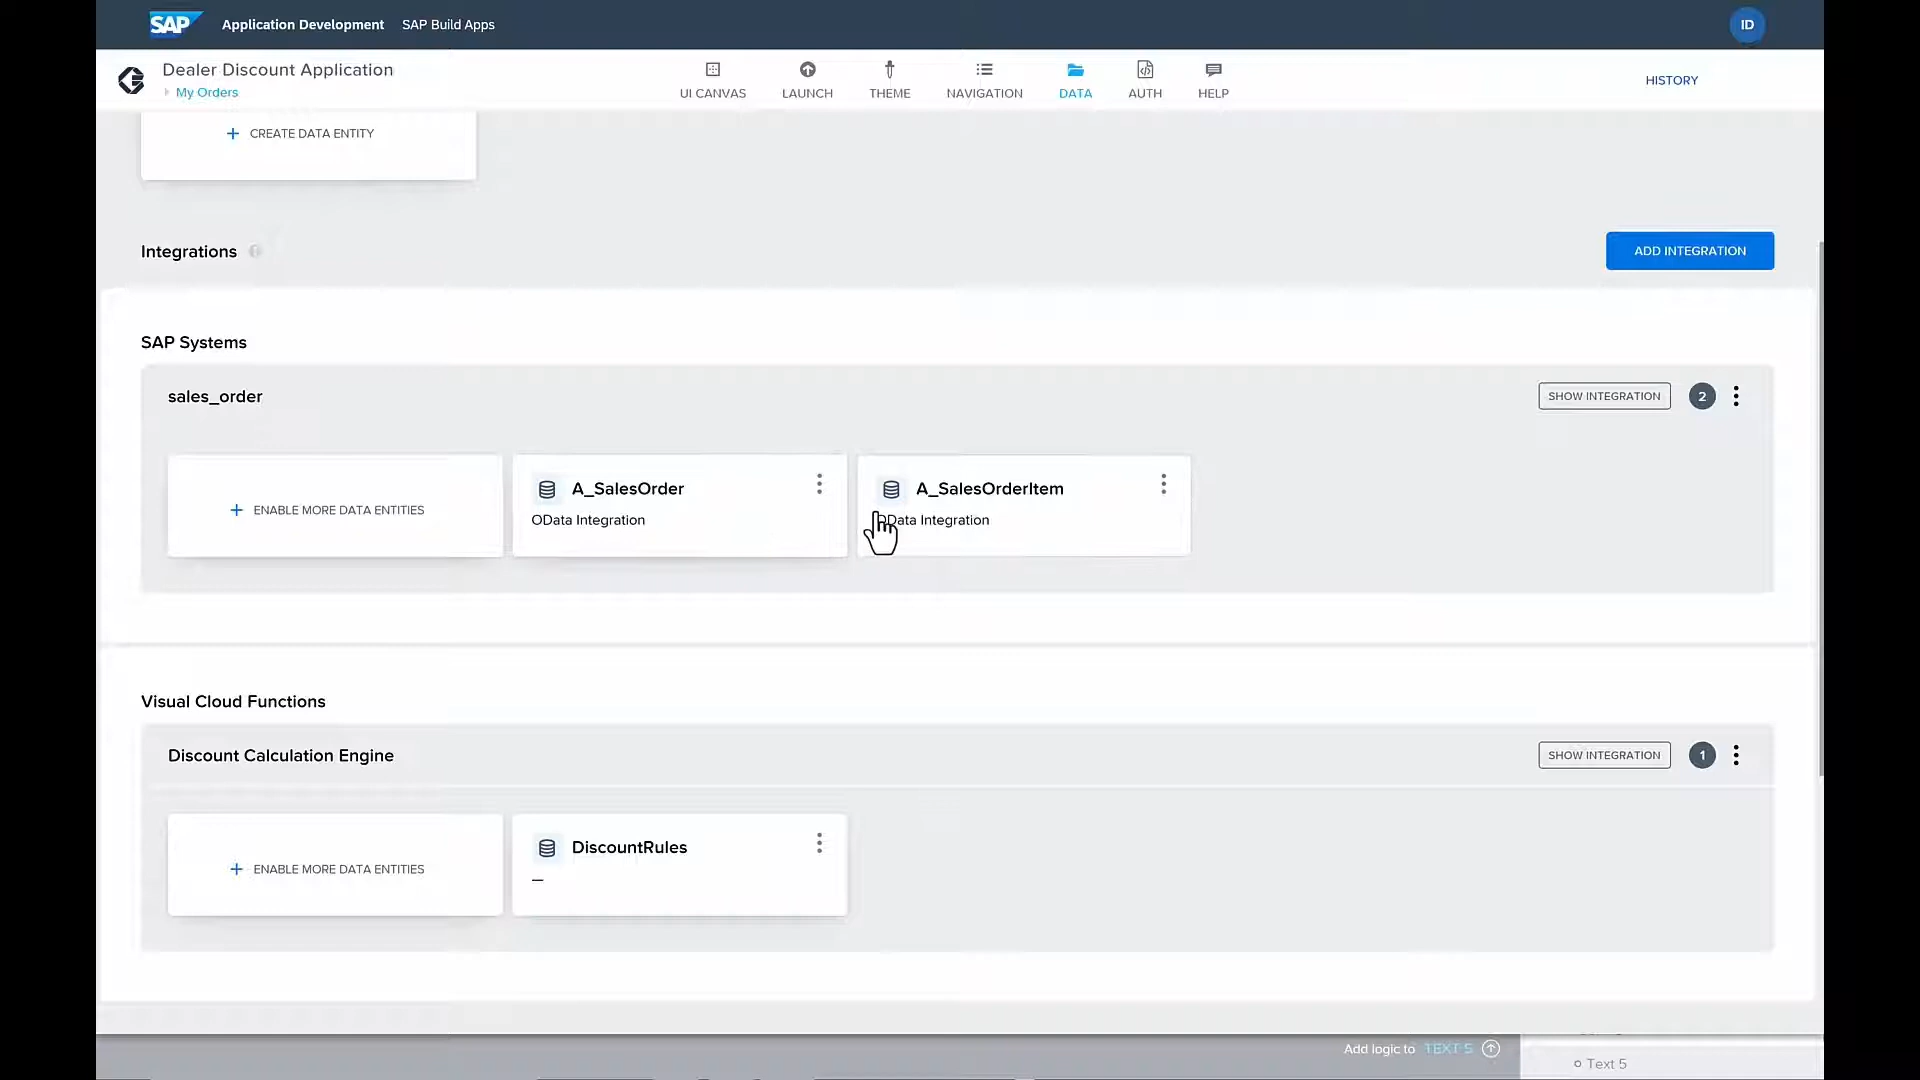 SAP Application Development SAP Build Apps ID
Dealer Discount Application
My Orders
UI CANVAS LAUNCH THEME NAVIGATION DATA AUTH HELP
HISTORY
+ CREATE DATA ENTITY
Integrations
ADD INTEGRATION
SAP Systems
sales_order SHOW INTEGRATION 2
+ ENABLE MORE DATA ENTITIES
A_SalesOrder
OData Integration
A_SalesOrderItem
OData Integration
Visual Cloud Functions
Discount Calculation Engine SHOW INTEGRATION 1
+ ENABLE MORE DATA ENTITIES
DiscountRules
—
Add logic to TEXT 5
Text 5